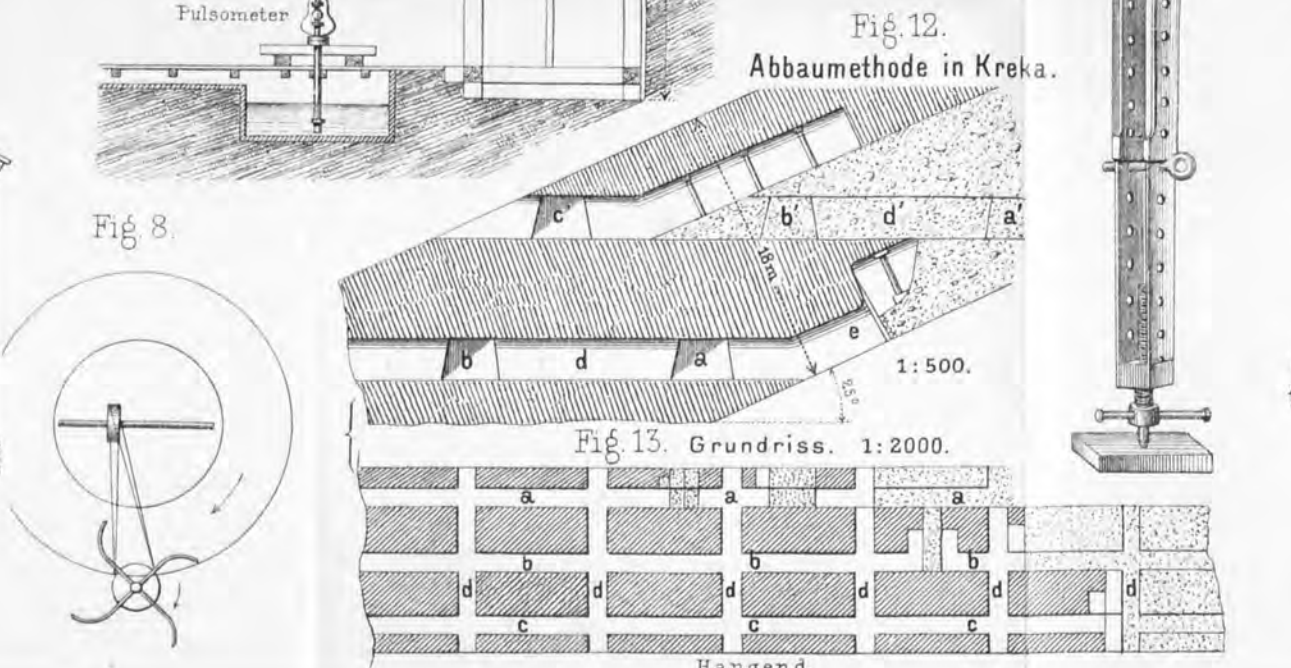 Pulsometer
Fig. 12.
Abbaumethode in Kreka.
c'
b' d' a'
18 m.
Fig. 8.
e
b d a
1:500.
25°
Fig. 13. Grundriss. 1:2000.
a a a
b b b
d d d d d d
c c c
Hangend